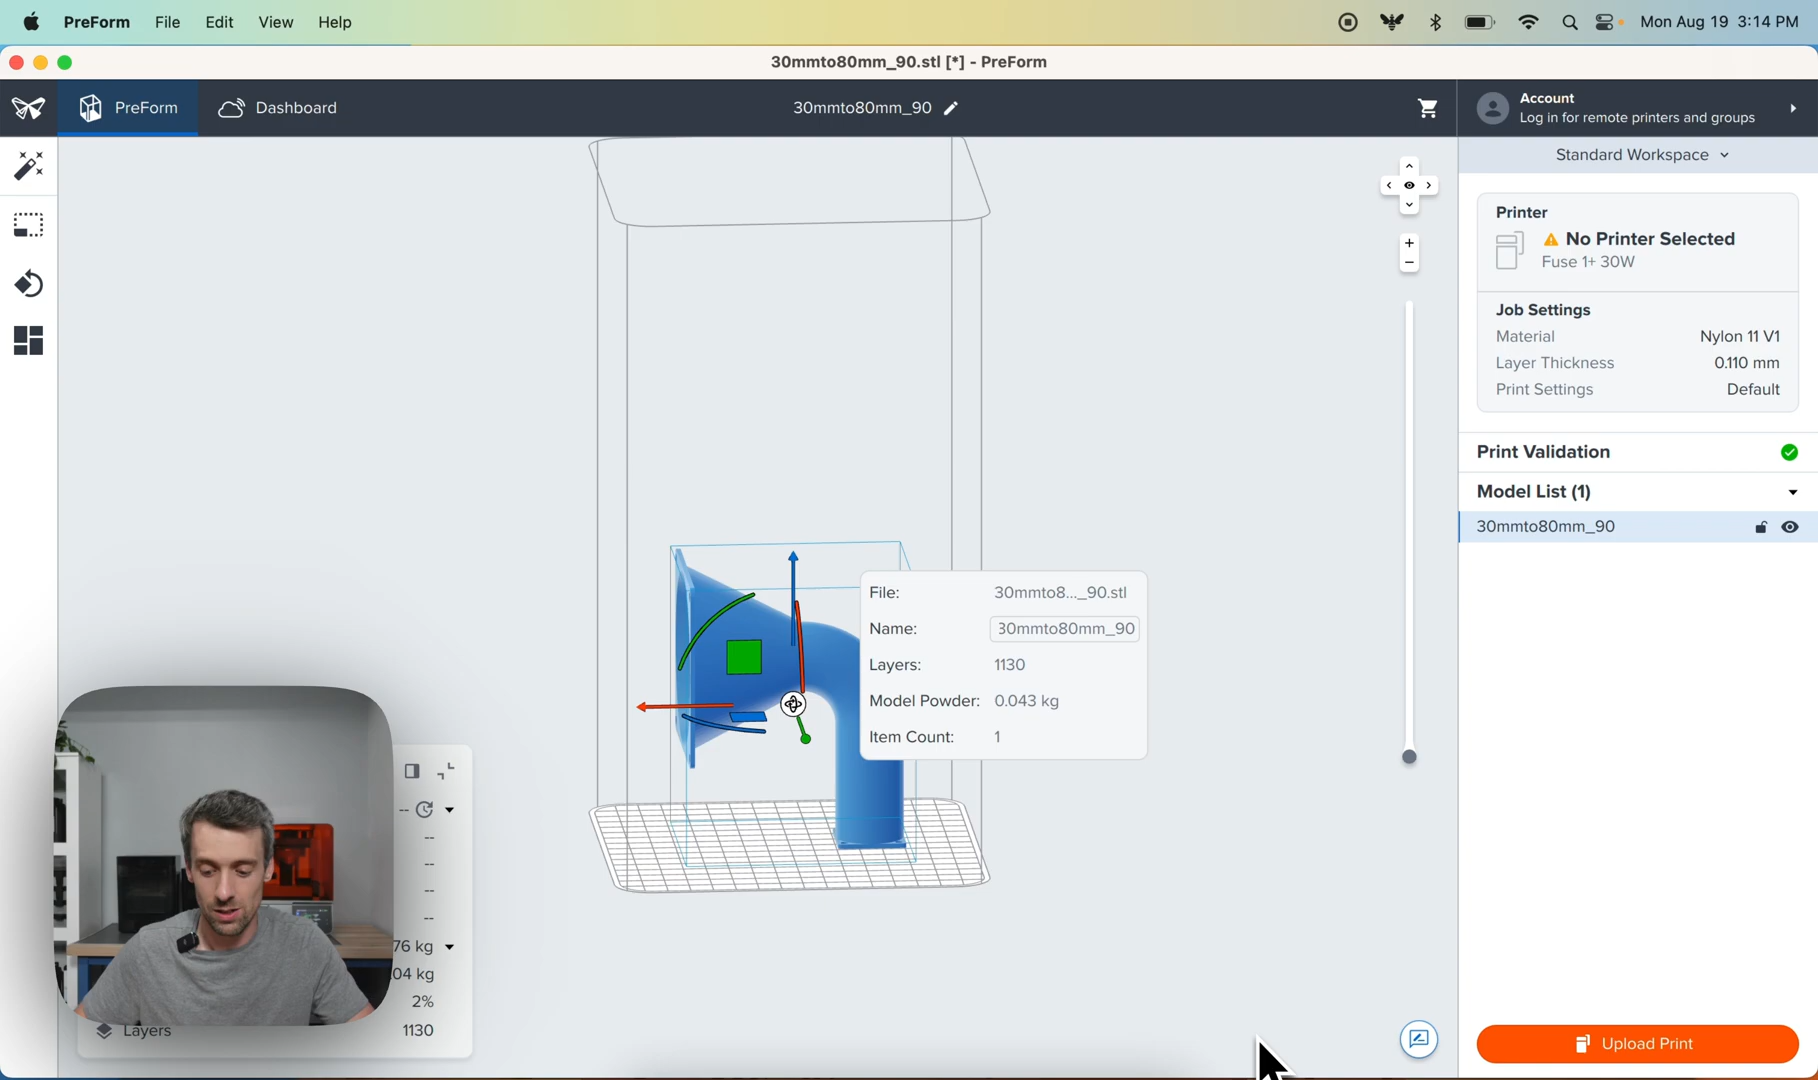 PreForm File Edit View Help Mon Aug 19 3:14 PM
30mmto80mm_90.stl [*] - PreForm
PreForm Dashboard 30mmto80mm_90 Account
Log in for remote printers and groups
Standard Workspace
Printer
No Printer Selected
Fuse 1+ 30W
Job Settings
Material Nylon 11 V1
Layer Thickness 0.110 mm
Print Settings Default
Print Validation
Model List (1)
30mmto80mm_90
File: 30mmto8..._90.stl
Name: 30mmto80mm_90
Layers: 1130
Model Powder: 0.043 kg
Item Count: 1
--
--
--
--
--
76 kg
04 kg
2%
Layers 1130
Upload Print